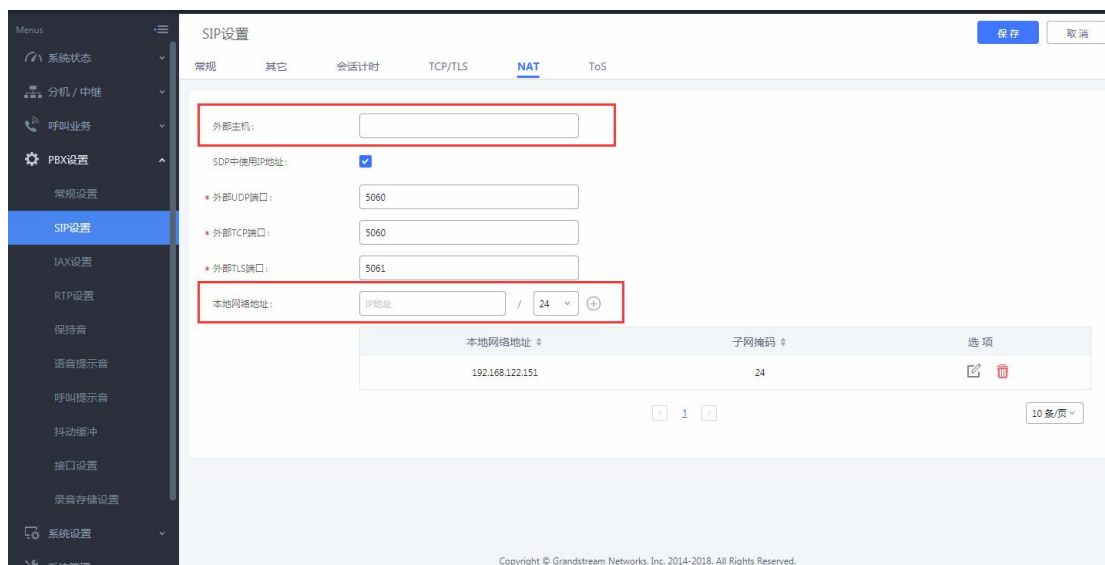 Menus
系统状态
分机 / 中继
呼叫业务
PBX设置
常规设置
SIP设置
IAX设置
RTP设置
保持音
语音提示音
呼叫提示音
抖动缓冲
接口设置
录音存储设置
系统设置
SIP设置
保存 取消
常规 其它 会话计时 TCP/TLS NAT ToS
外部主机:
SDP中使用IP地址:
* 外部UDP端口: 5060
* 外部TCP端口: 5060
* 外部TLS端口: 5061
本地网络地址: IP地址 / 24
本地网络地址 子网掩码 选项
192.168.122.151 24
< 1 >
10 条/页
Copyright © Grandstream Networks, Inc. 2014-2018. All Rights Reserved.